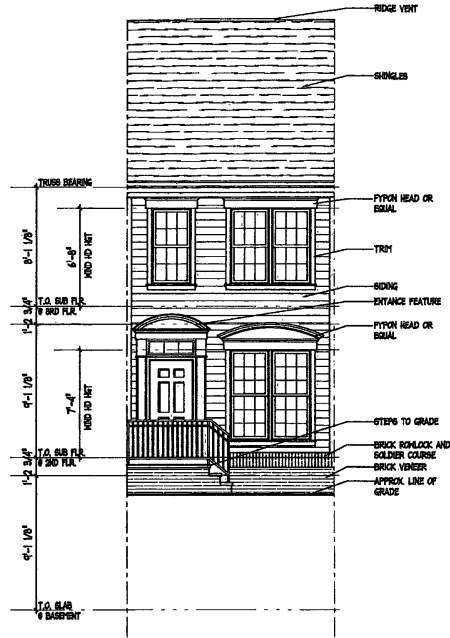 RIDGE VENT
SHINGLES
TRUSS BEARING
FYPON HEAD OR
EQUAL
8'-1 1/8"
6'-8"
WIND HD HGT
TRIM
SIDING
T.O. SUB FLR.
@ 3RD FLR.
1'-2 3/4"
ENTANCE FEATURE
FYPON HEAD OR
EQUAL
9'-1 1/8"
7'-4"
WIND HD HGT
STEPS TO GRADE
BRICK ROWLOCK AND
SOLDIER COURSE
T.O. SUB FLR.
@ 2ND FLR.
1'-2 3/4"
BRICK VENEER
APPROX. LINE OF
GRADE
9'-1 1/8"
T.O. SLAB
@ BASEMENT